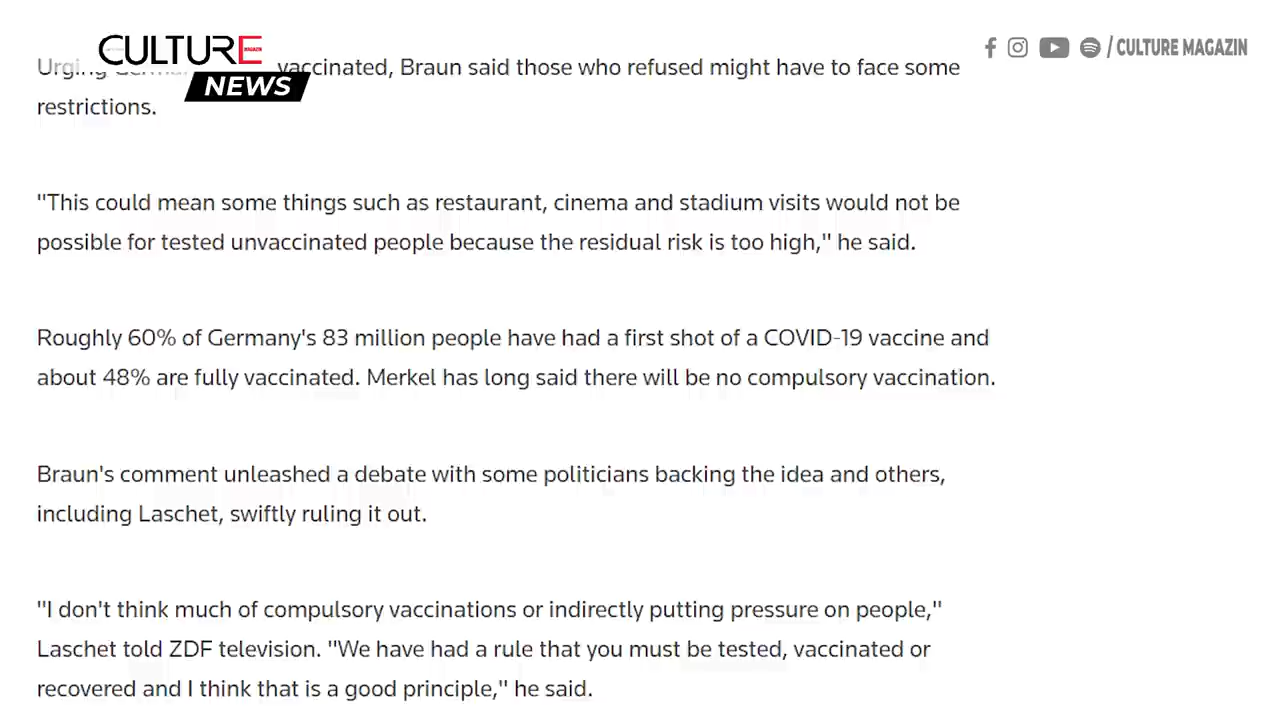 CULTURE MAGAZIN
NEWS
/ CULTURE MAGAZIN
Urging vaccinated, Braun said those who refused might have to face some
restrictions.
"This could mean some things such as restaurant, cinema and stadium visits would not be
possible for tested unvaccinated people because the residual risk is too high," he said.
Roughly 60% of Germany's 83 million people have had a first shot of a COVID-19 vaccine and
about 48% are fully vaccinated. Merkel has long said there will be no compulsory vaccination.
Braun's comment unleashed a debate with some politicians backing the idea and others,
including Laschet, swiftly ruling it out.
"I don't think much of compulsory vaccinations or indirectly putting pressure on people,"
Laschet told ZDF television. "We have had a rule that you must be tested, vaccinated or
recovered and I think that is a good principle," he said.